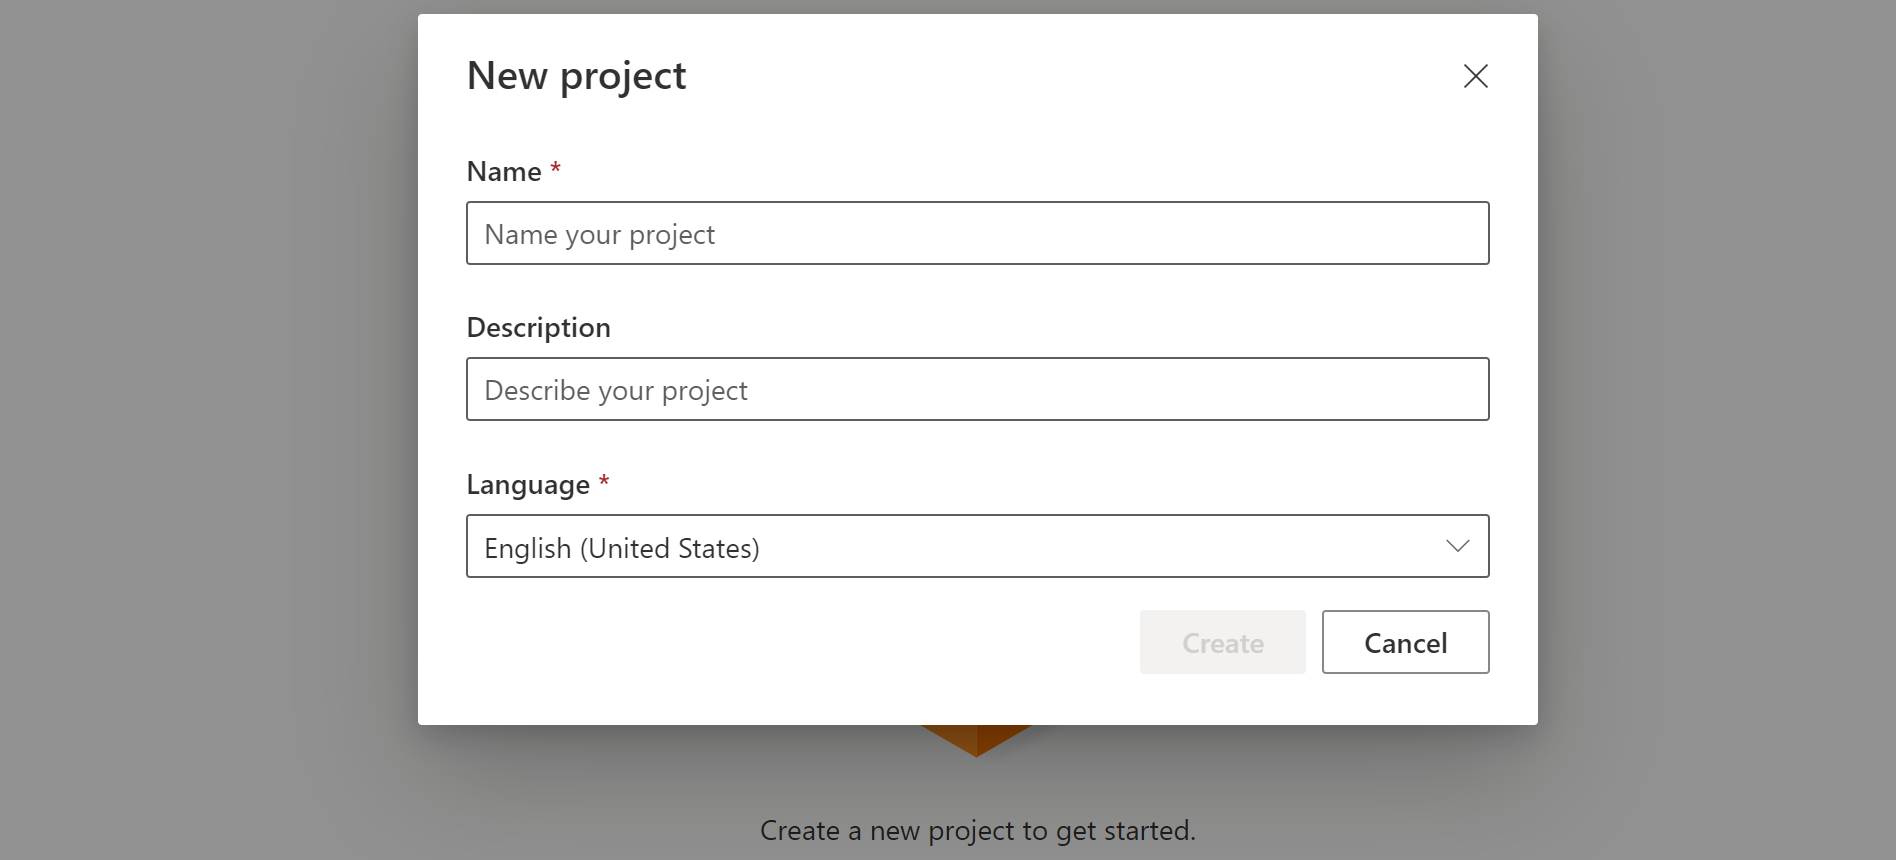 New project
Name *
Name your project
Description
Describe your project
Language *
English (United States)
Create
Cancel
Create a new project to get started.